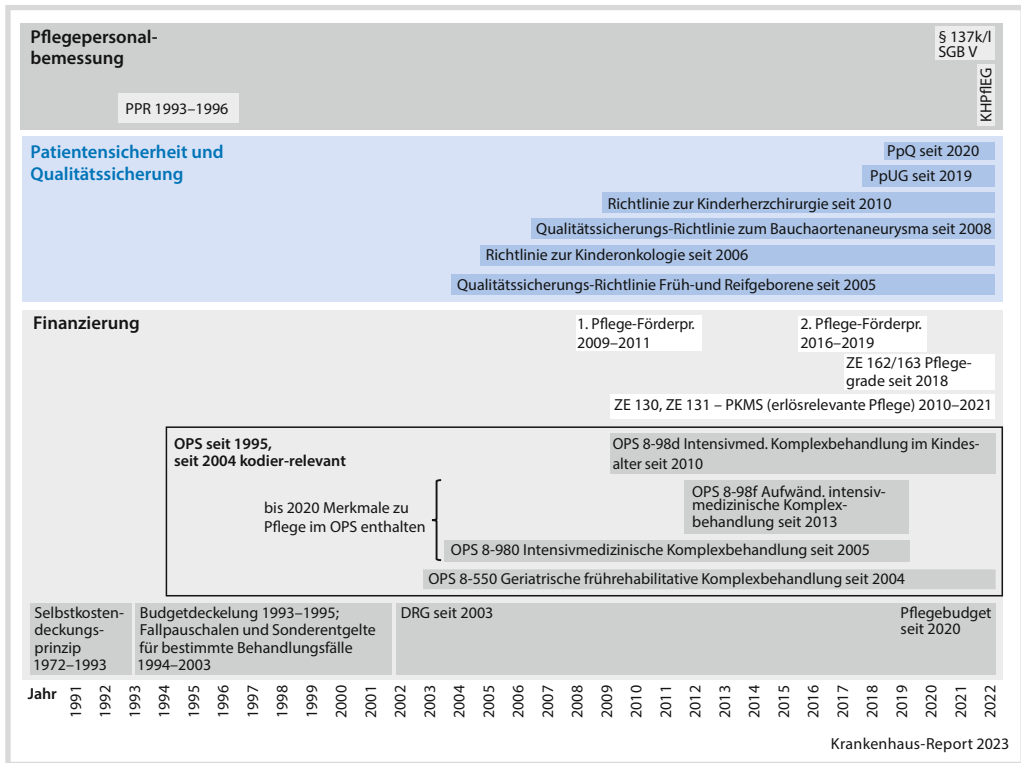 Pflegepersonal-
bemessung
§ 137k/l
SGB V
KHPflEG
PPR 1993–1996
Patientensicherheit und
Qualitätssicherung
PpQ seit 2020
PpUG seit 2019
Richtlinie zur Kinderherzchirurgie seit 2010
Qualitätssicherungs-Richtlinie zum Bauchaortenaneurysma seit 2008
Richtlinie zur Kinderonkologie seit 2006
Qualitätssicherungs-Richtlinie Früh-und Reifgeborene seit 2005
Finanzierung
1. Pflege-Förderpr.
2009–2011
2. Pflege-Förderpr.
2016–2019
ZE 162/163 Pflege-
grade seit 2018
ZE 130, ZE 131 – PKMS (erlösrelevante Pflege) 2010–2021
OPS seit 1995,
seit 2004 kodier-relevant
OPS 8-98d Intensivmed. Komplexbehandlung im Kindes-
alter seit 2010
bis 2020 Merkmale zu
Pflege im OPS enthalten
OPS 8-98f Aufwänd. intensiv-
medizinische Komplex-
behandlung seit 2013
OPS 8-980 Intensivmedizinische Komplexbehandlung seit 2005
OPS 8-550 Geriatrische frührehabilitative Komplexbehandlung seit 2004
Selbstkosten-
deckungs-
prinzip
1972–1993
Budgetdeckelung 1993–1995;
Fallpauschalen und Sonderentgelte
für bestimmte Behandlungsfälle
1994–2003
DRG seit 2003
Pflegebudget
seit 2020
Jahr
1991
1992
1993
1994
1995
1996
1997
1998
1999
2000
2001
2002
2003
2004
2005
2006
2007
2008
2009
2010
2011
2012
2013
2014
2015
2016
2017
2018
2019
2020
2021
2022
Krankenhaus-Report 2023